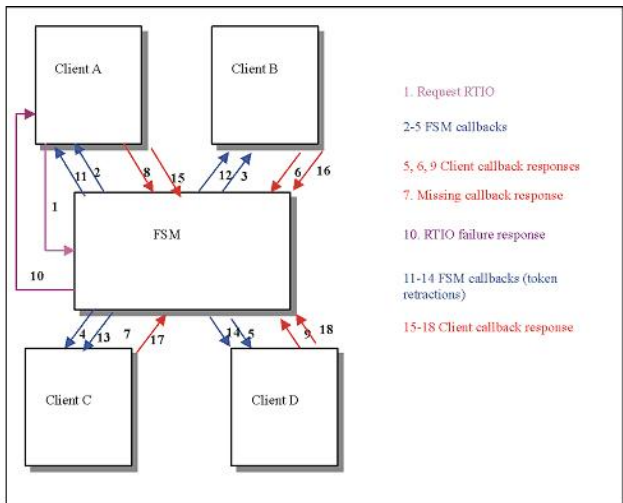 Client A
Client B
1. Request RTIO
2-5 FSM callbacks
5, 6, 9 Client callback responses
7. Missing callback response
10. RTIO failure response
11-14 FSM callbacks (token
retractions)
15-18 Client callback response
11
2
8
15
12
3
6
16
1
FSM
10
4
13
7
17
14
5
9
18
Client C
Client D